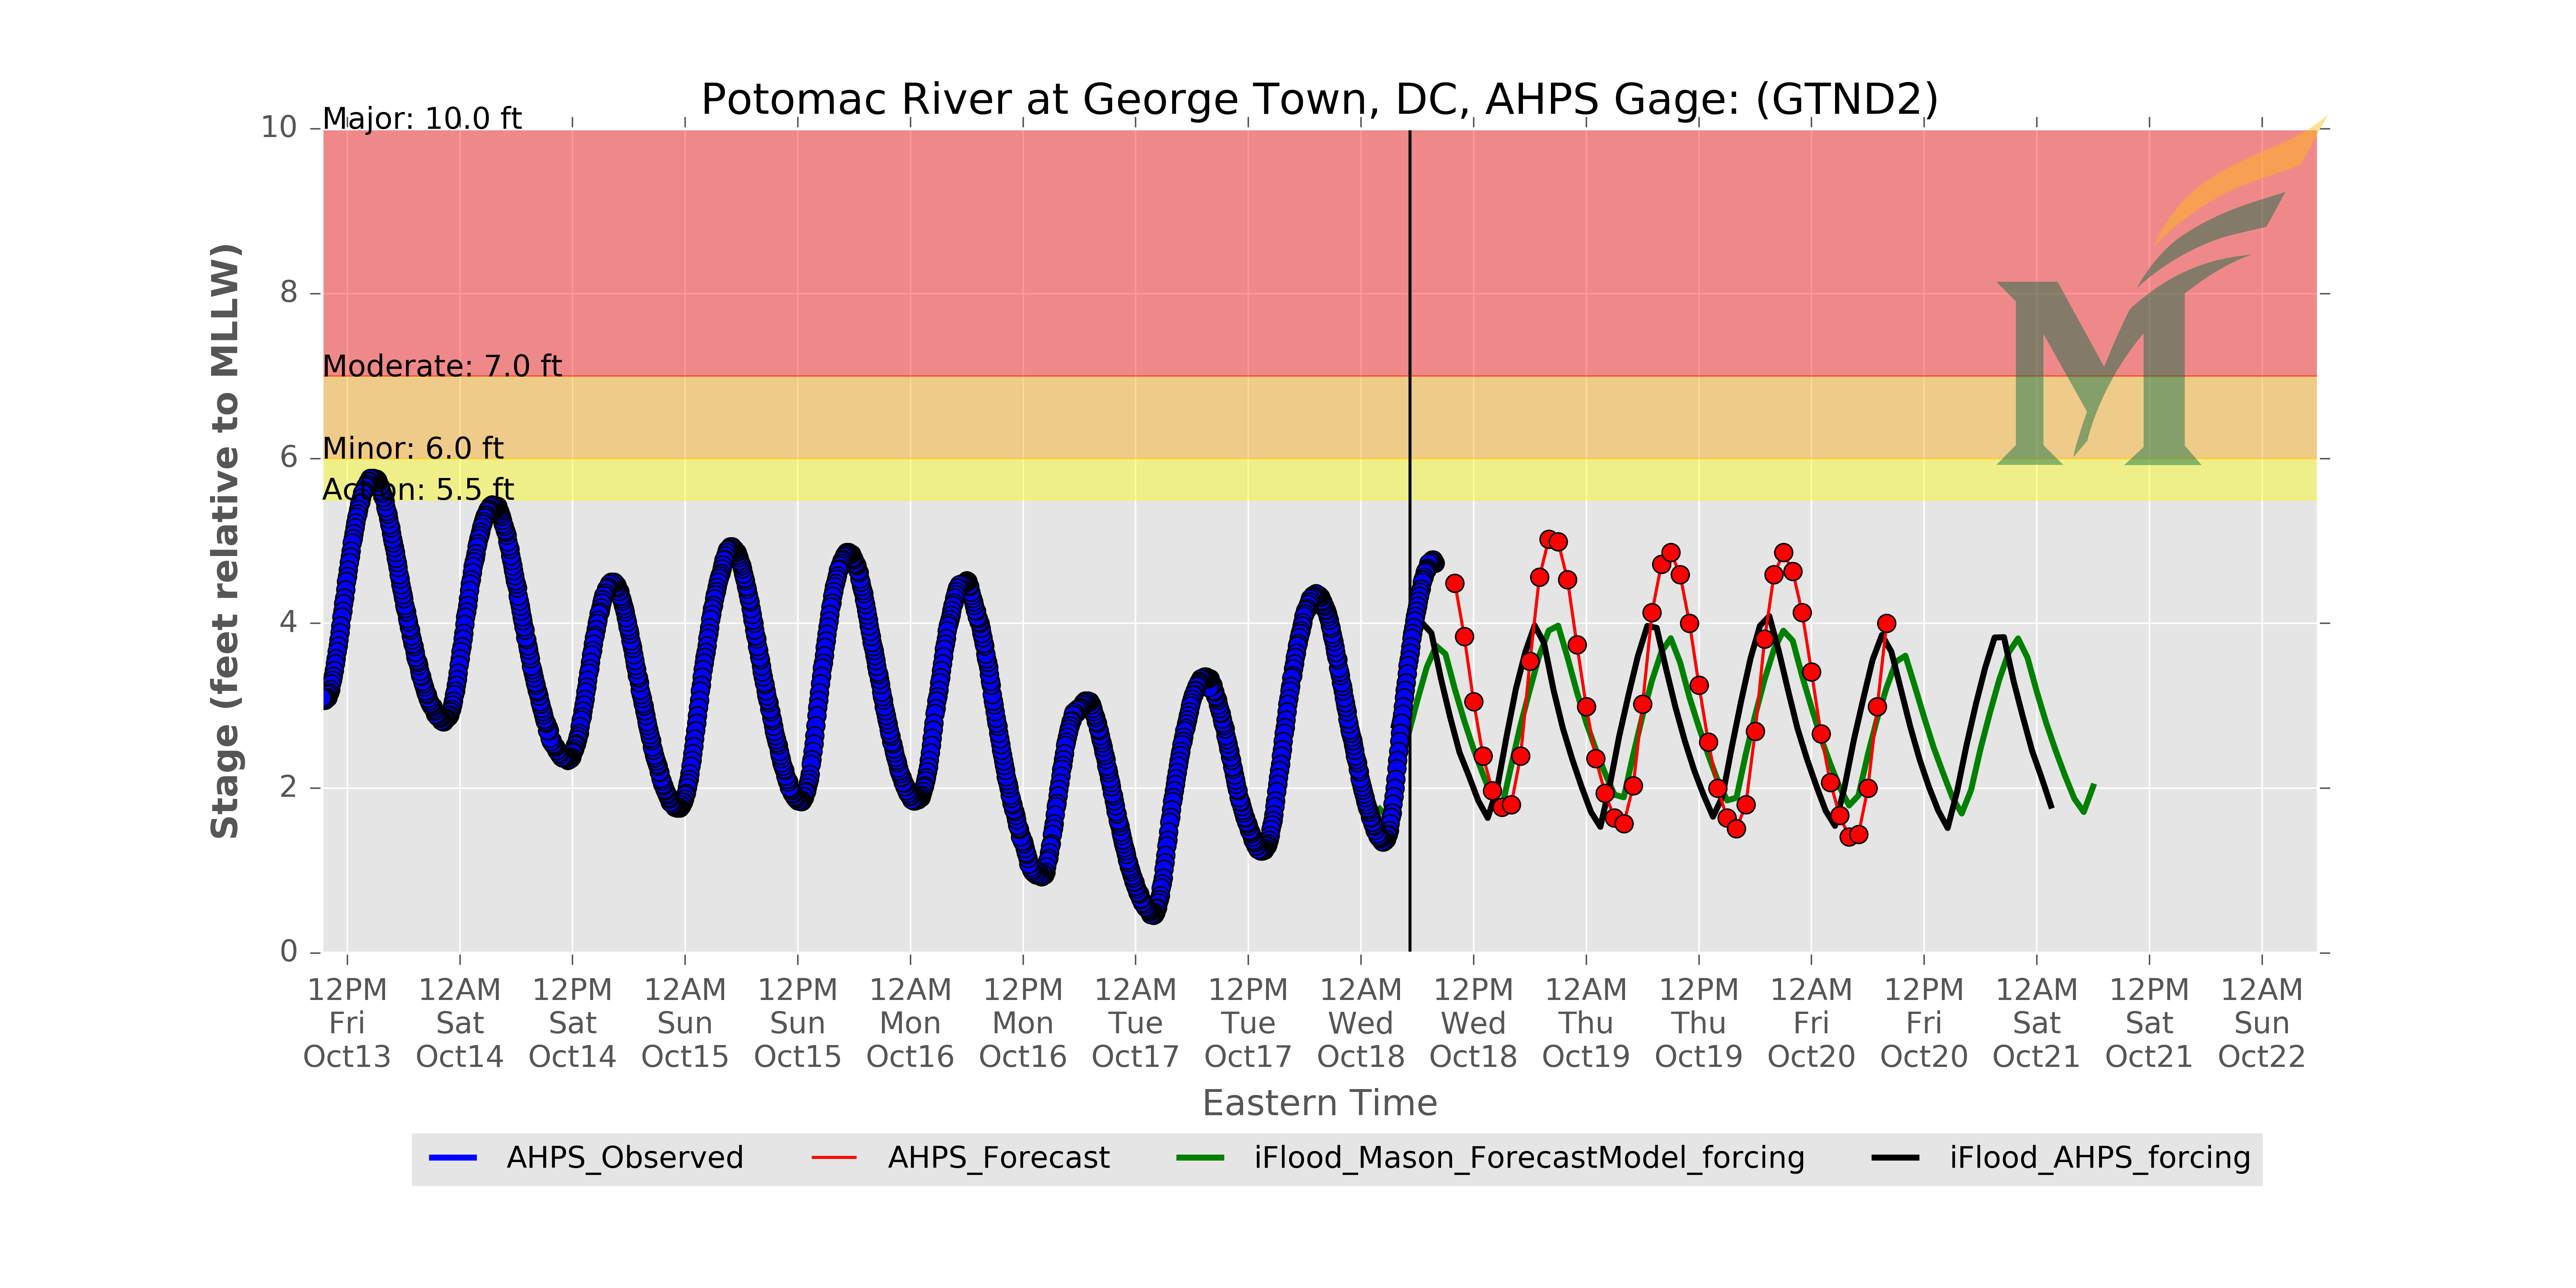 Potomac River at George Town, DC, AHPS Gage: (GTND2)
Major: 10.0 ft
Moderate: 7.0 ft
Minor: 6.0 ft
Action: 5.5 ft
Stage (feet relative to MLLW)
10
8
6
4
2
0
12PM 12AM 12PM 12AM 12PM 12AM 12PM 12AM 12PM 12AM 12PM 12AM 12PM 12AM 12PM 12AM 12PM 12AM
Fri Sat Sat Sun Sun Mon Mon Tue Tue Wed Wed Thu Thu Fri Fri Sat Sat Sun
Oct13 Oct14 Oct14 Oct15 Oct15 Oct16 Oct16 Oct17 Oct17 Oct18 Oct18 Oct19 Oct19 Oct20 Oct20 Oct21 Oct21 Oct22
Eastern Time
AHPS_Observed AHPS_Forecast iFlood_Mason_ForecastModel_forcing iFlood_AHPS_forcing